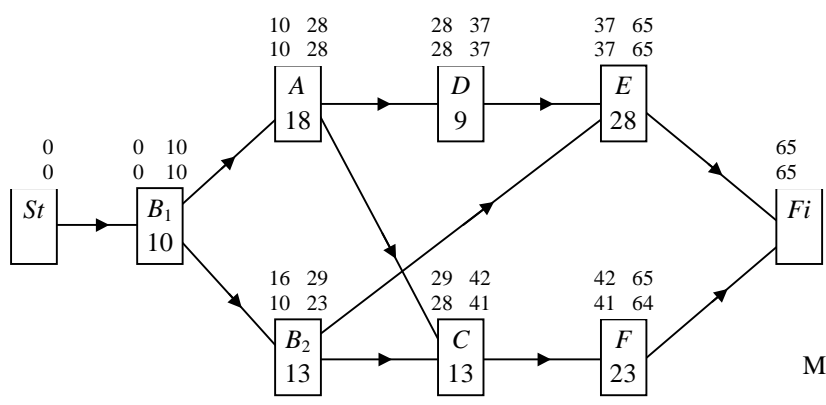 10 28 28 37 37 65
10 28 28 37 37 65
A D E
18 9 28
0 0 10 65
0 0 10 65
St B₁ Fi
10
16 29 29 42 42 65
10 23 28 41 41 64
B₂ C F
13 13 23
M